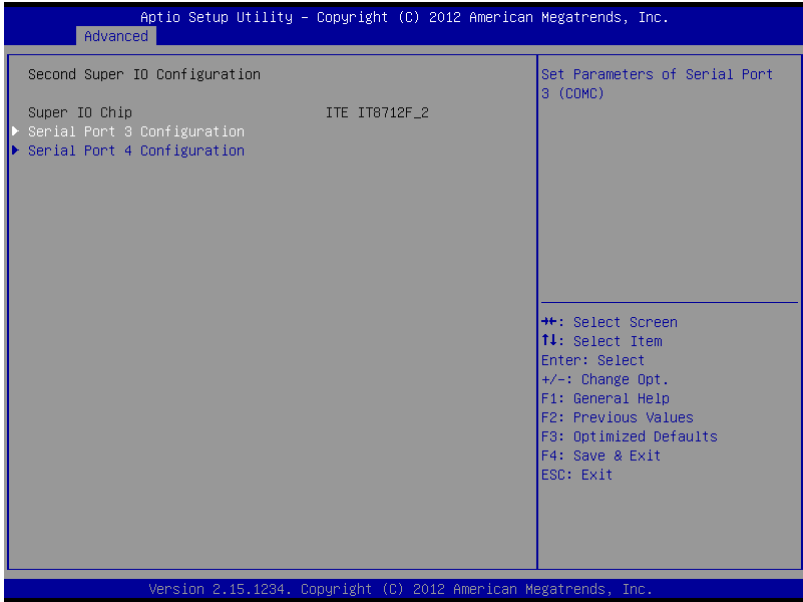 Aptio Setup Utility – Copyright (C) 2012 American Megatrends, Inc.
Advanced
Second Super IO Configuration
Super IO Chip ITE IT8712F_2
▶ Serial Port 3 Configuration
▶ Serial Port 4 Configuration
Set Parameters of Serial Port
3 (COMC)
→←: Select Screen
↑↓: Select Item
Enter: Select
+/-: Change Opt.
F1: General Help
F2: Previous Values
F3: Optimized Defaults
F4: Save & Exit
ESC: Exit
Version 2.15.1234. Copyright (C) 2012 American Megatrends, Inc.